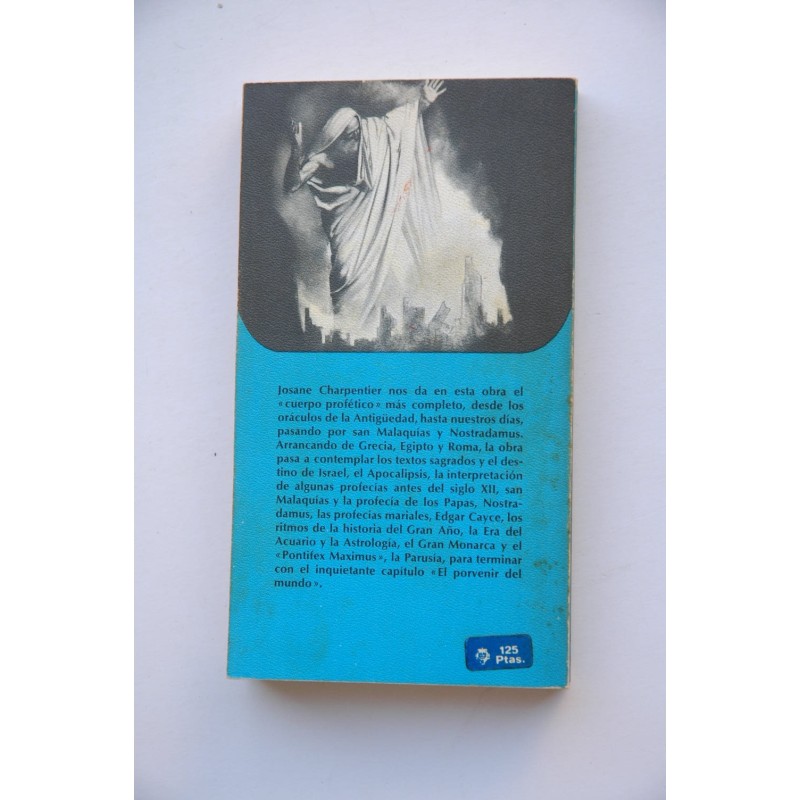 Josane Charpentier nos da en esta obra el
«cuerpo profético» más completo, desde los
oráculos de la Antigüedad, hasta nuestros días,
pasando por san Malaquías y Nostradamus.
Arrancando de Grecia, Egipto y Roma, la obra
pasa a contemplar los textos sagrados y el des-
tino de Israel, el Apocalipsis, la interpretación
de algunas profecías antes del siglo XII, san
Malaquías y la profecía de los Papas, Nostra-
damus, las profecías mariales, Edgar Cayce, los
ritmos de la historia del Gran Año, la Era del
Acuario y la Astrología, el Gran Monarca y el
«Pontifex Maximus», la Parusía, para terminar
con el inquietante capítulo «El porvenir del
mundo».
125
Ptas.